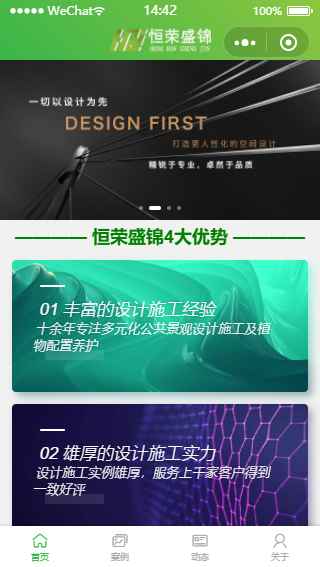 WeChat
14:42
100%
恒荣盛锦
HENG RON SHENG JIN
一切以设计为先
DESIGN FIRST
打造更人性化的空间设计
精锐于专业，卓然于品质
恒荣盛锦4大优势
01 丰富的设计施工经验
十余年专注多元化公共景观设计施工及植
物配置养护
02 雄厚的设计施工实力
设计施工实例雄厚，服务上千家客户得到
一致好评
首页
案例
动态
关于